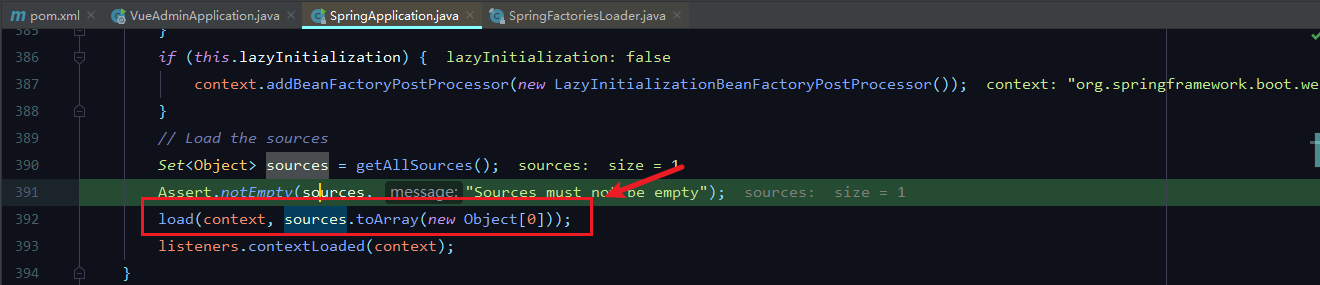 pom.xml VueAdminApplication.java SpringApplication.java SpringFactoriesLoader.java
385 }
386 if (this.lazyInitialization) { lazyInitialization: false
387 context.addBeanFactoryPostProcessor(new LazyInitializationBeanFactoryPostProcessor()); context: "org.springframework.boot.we
388 }
389 // Load the sources
390 Set<Object> sources = getAllSources(); sources: size = 1
391 Assert.notEmpty(sources, message: "Sources must not be empty"); sources: size = 1
392 load(context, sources.toArray(new Object[0]));
393 listeners.contextLoaded(context);
394 }